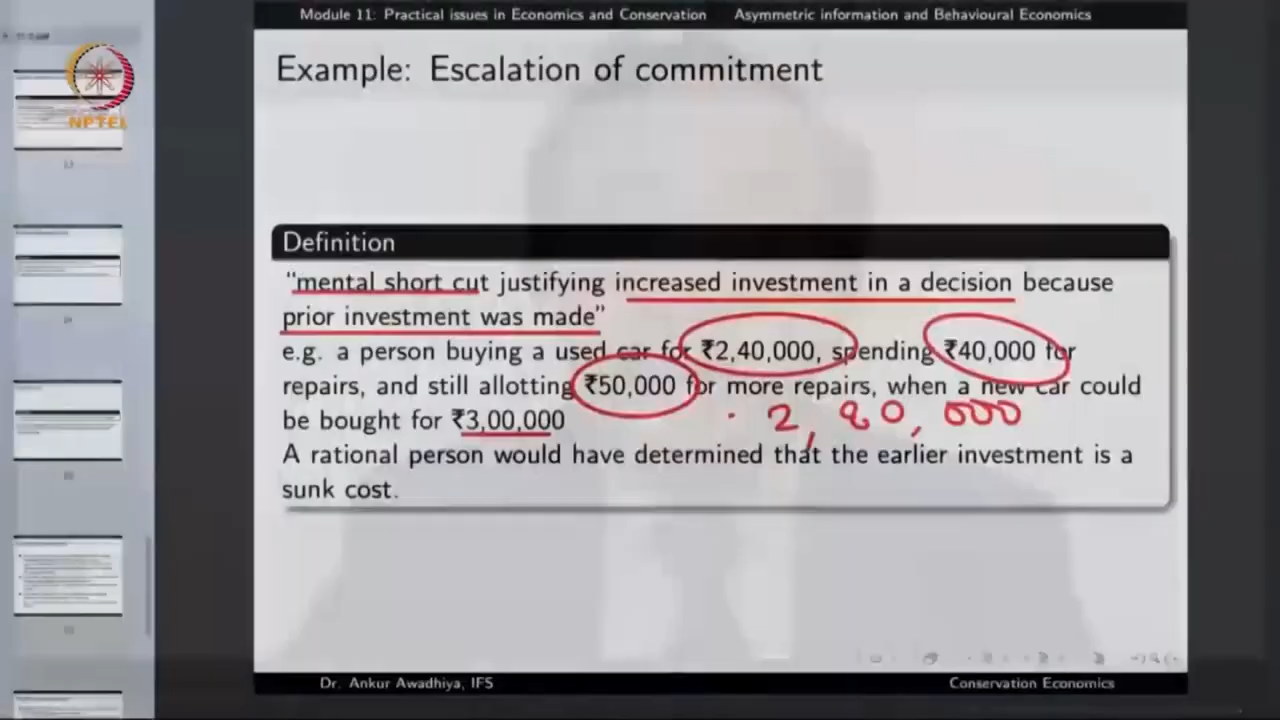 Module 11: Practical issues in Economics and Conservation Asymmetric information and Behavioural Economics
NPTEL
Example: Escalation of commitment
Definition
"mental short cut justifying increased investment in a decision because
prior investment was made"
e.g. a person buying a used car for ₹2,40,000, spending ₹40,000 for
repairs, and still allotting ₹50,000 for more repairs, when a new car could
be bought for ₹3,00,000
2,80,000
A rational person would have determined that the earlier investment is a
sunk cost.
Dr. Ankur Awadhiya, IFS Conservation Economics